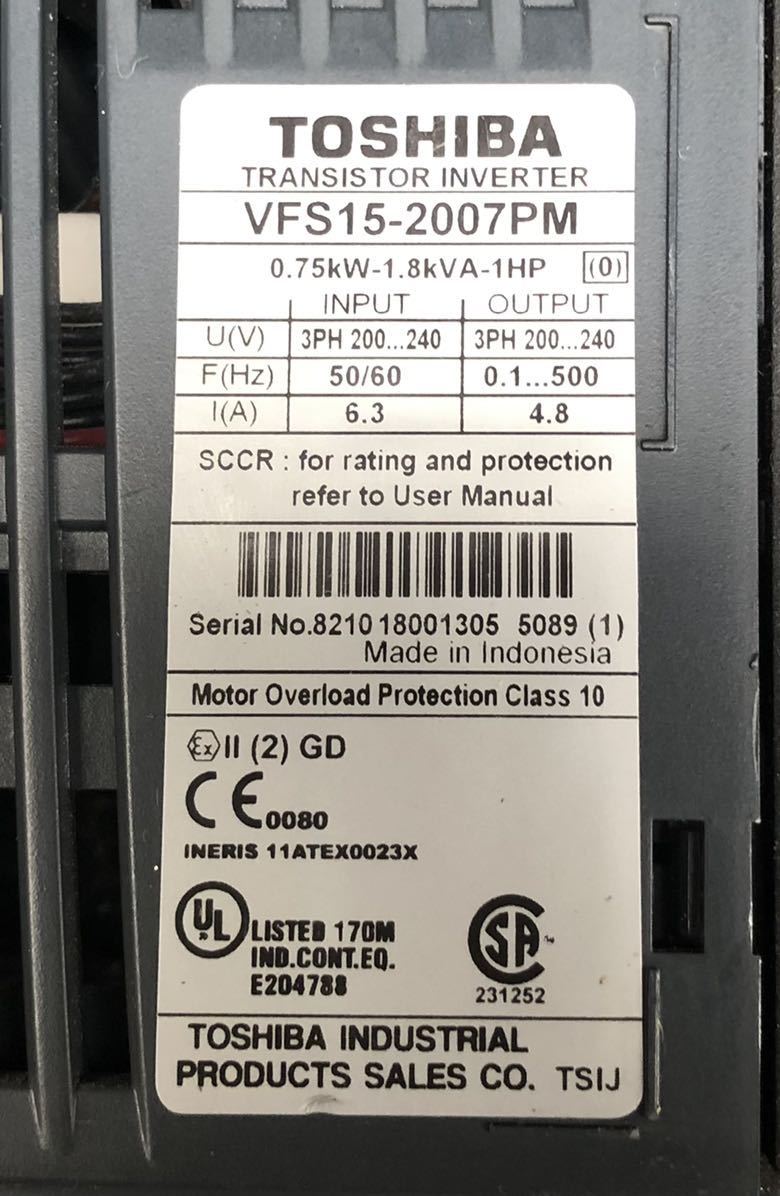 TOSHIBA
TRANSISTOR INVERTER
VFS15-2007PM
0.75kW-1.8kVA-1HP (0)
INPUT OUTPUT
U(V) 3PH 200...240 3PH 200...240
F(Hz) 50/60 0.1...500
I(A) 6.3 4.8
SCCR : for rating and protection
refer to User Manual
Serial No.8210 18001305 5089 (1)
Made in Indonesia
Motor Overload Protection Class 10
Ex II (2) GD
CE 0080
INERIS 11ATEX0023X
UL LISTED 170M
IND.CONT.EQ.
E204788
SA
231252
TOSHIBA INDUSTRIAL
PRODUCTS SALES CO. TSIJ